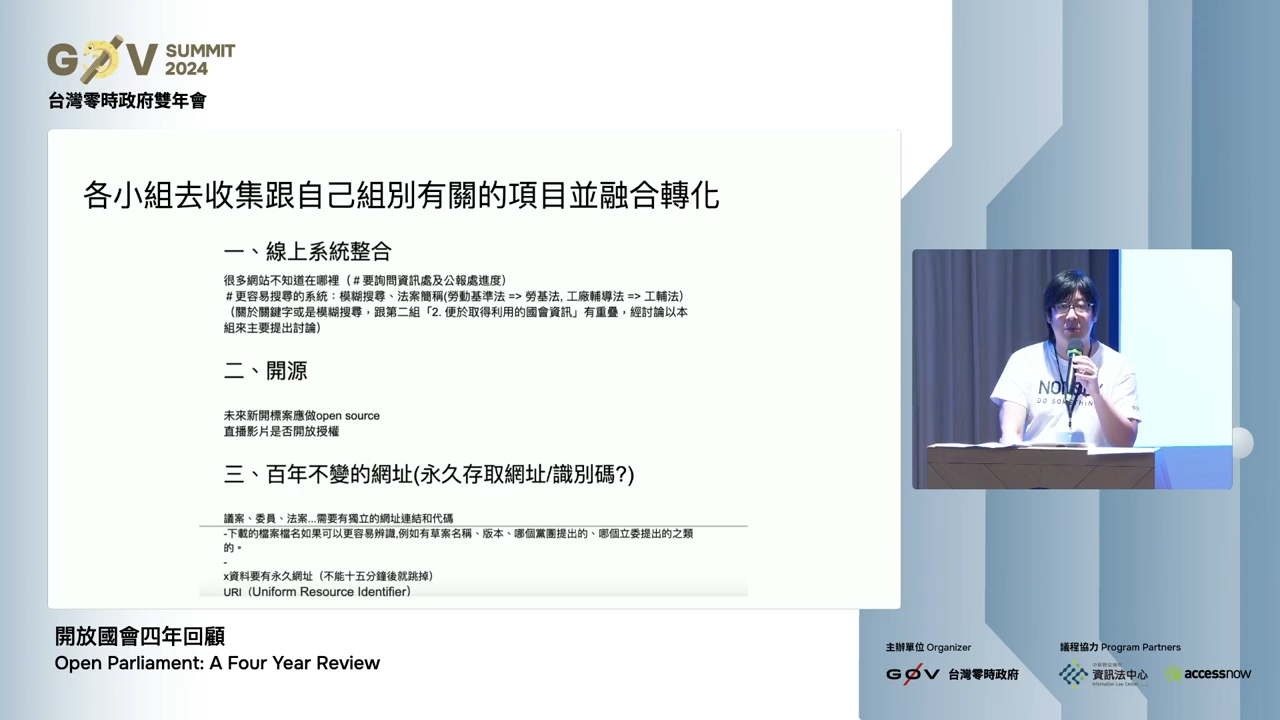 GØV SUMMIT 2024
台灣零時政府雙年會
各小組去收集跟自己組別有關的項目並融合轉化
一、線上系統整合
很多網站不知道在哪裡（＃要詢問資訊處及公報處進度）
＃更容易搜尋的系統：模糊搜尋、法案簡稱(勞動基準法 => 勞基法, 工廠輔導法 => 工輔法）
（關於關鍵字或是模糊搜尋，跟第二組「2. 便於取得利用的國會資訊」有重疊，經討論以本
組來主要提出討論）
二、開源
未來新開標案應做open source
直播影片是否開放授權
三、百年不變的網址(永久存取網址/識別碼?)
議案、委員、法案...需要有獨立的網址連結和代碼
-下載的檔案檔名如果可以更容易辨識,例如有草案名稱、版本、哪個黨團提出的、哪個立委提出的之類
的。
-
x資料要有永久網址（不能十五分鐘後就跳掉）
URI（Uniform Resource Identifier）
DO SOMETHIN
開放國會四年回顧
Open Parliament: A Four Year Review
主辦單位 Organizer
GØV 台灣零時政府
議程協力 Program Partners
資訊法中心
Information Law Center
accessnow